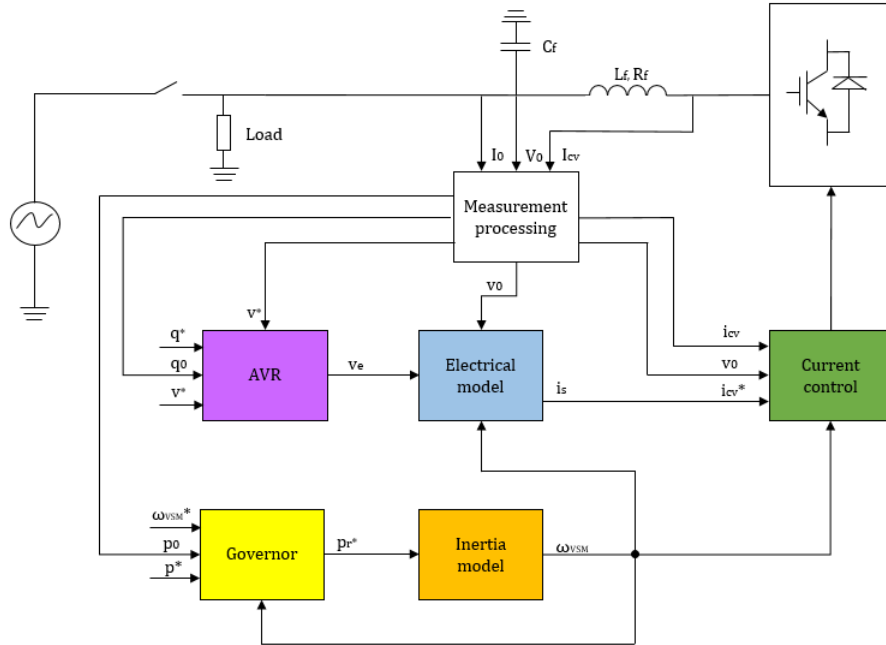 Cf
Lf, Rf
Load
I0
V0
Icv
Measurement
processing
v0
v*
q*
q0
v*
AVR
ve
Electrical
model
is
icv
v0
icv*
Current
control
ωVSM*
p0
p*
Governor
pr*
Inertia
model
ωVSM